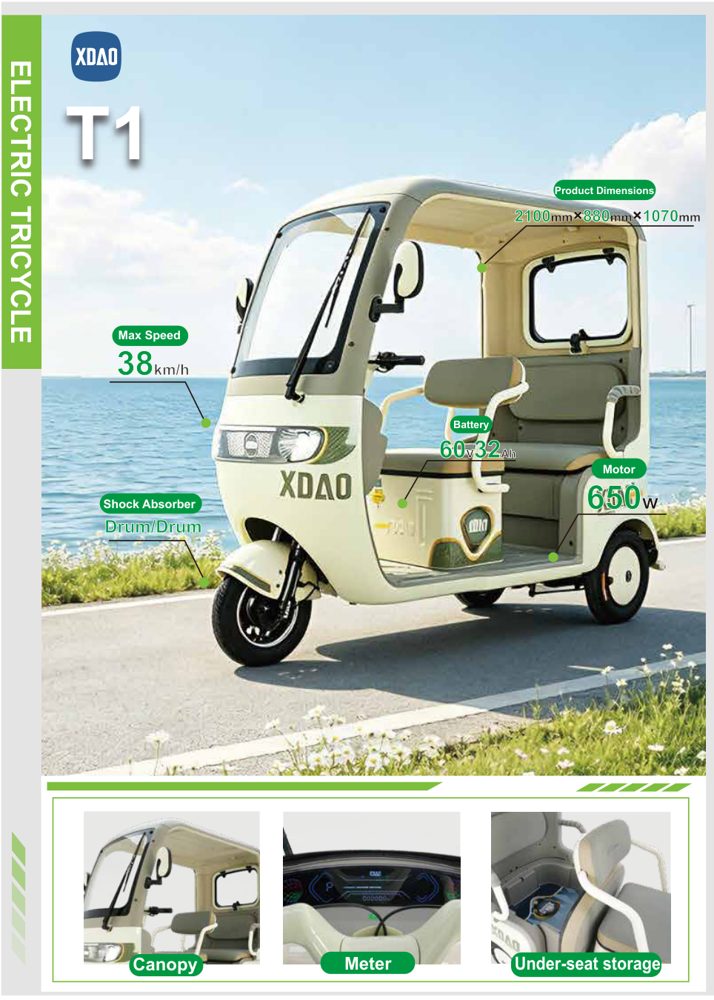 ELECTRIC TRICYCLE
XDAO
T1
Product Dimensions
2100mm×880mm×1070mm
Max Speed
38km/h
Battery
60V32Ah
Motor
650W
XDAO
Shock Absorber
Drum/Drum
XDAO
Canopy
Meter
Under-seat storage